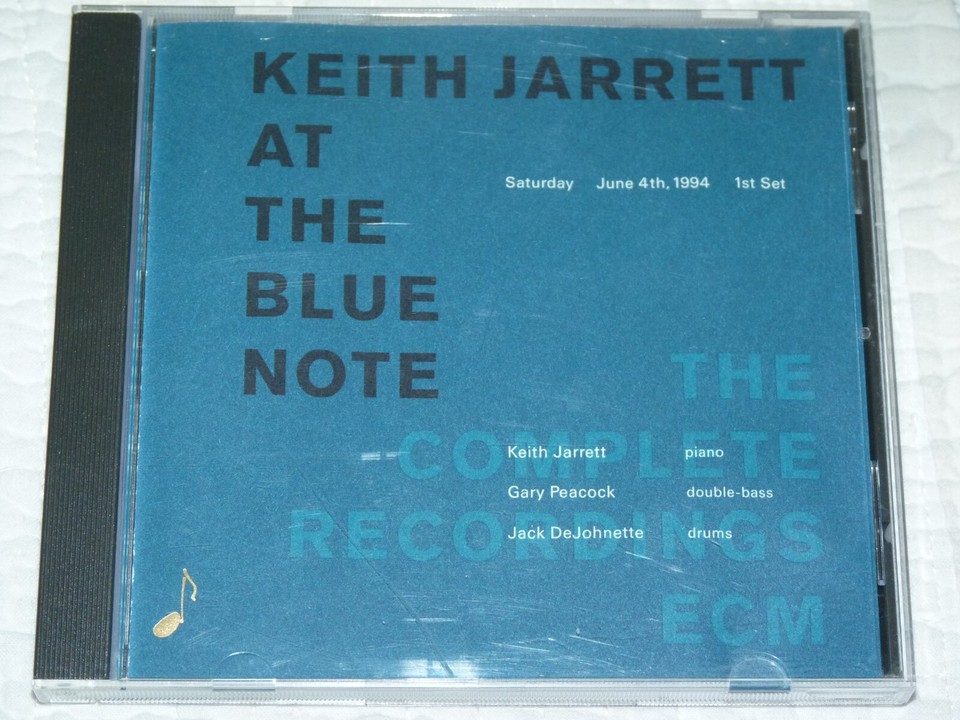 KEITH JARRETT
AT
THE
BLUE
NOTE
Saturday June 4th, 1994 1st Set
THE
COMPLETE
RECORDINGS
ECM
Keith Jarrett piano
Gary Peacock double-bass
Jack DeJohnette drums